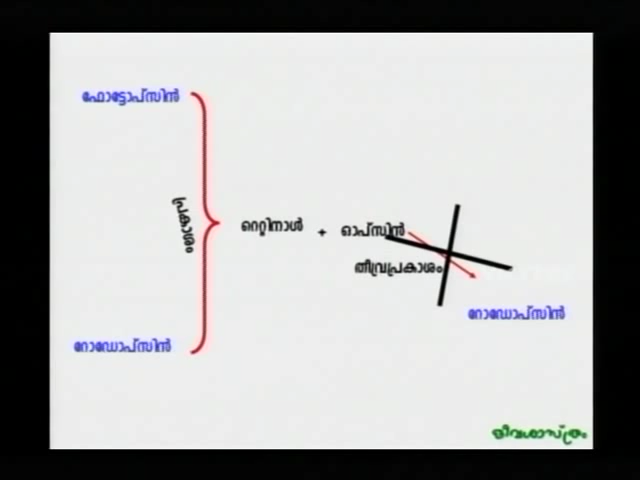 ഫോട്ടോപ്സിൻ
പ്രകാശം
റെറ്റിനാൾ + ഓപ്സിൻ
തീവ്രപ്രകാശം
റോഡോപ്സിൻ
റോഡോപ്സിൻ
ജീവശാസ്ത്രം